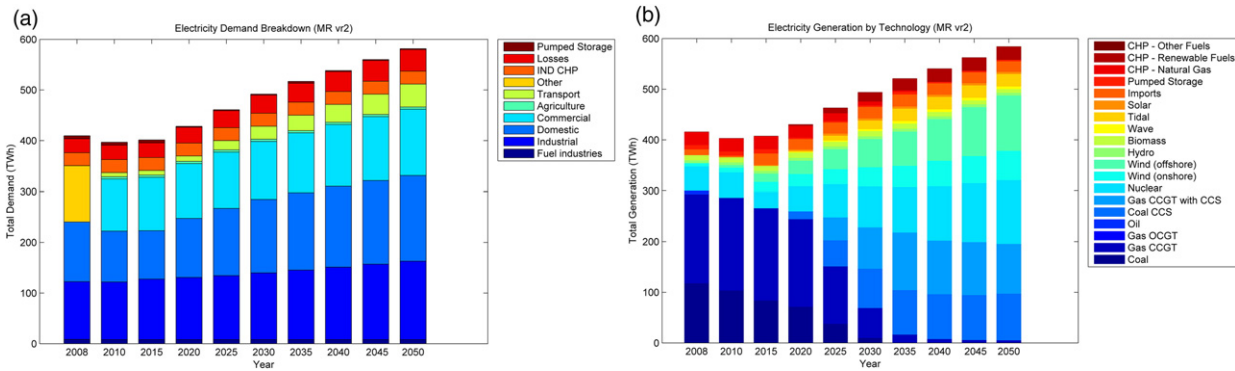 (a)
Electricity Demand Breakdown (MR vr2)
600
500
400
300
200
100
0
Total Demand (TWh)
2008 2010 2015 2020 2025 2030 2035 2040 2045 2050
Year
Pumped Storage
Losses
IND CHP
Other
Transport
Agriculture
Commercial
Domestic
Industrial
Fuel industries
(b)
Electricity Generation by Technology (MR vr2)
600
500
400
300
200
100
0
Total Generation (TWh)
2008 2010 2015 2020 2025 2030 2035 2040 2045 2050
Year
CHP - Other Fuels
CHP - Renewable Fuels
CHP - Natural Gas
Pumped Storage
Imports
Solar
Tidal
Wave
Biomass
Hydro
Wind (offshore)
Wind (onshore)
Nuclear
Gas CCGT with CCS
Coal CCS
Oil
Gas OCGT
Gas CCGT
Coal